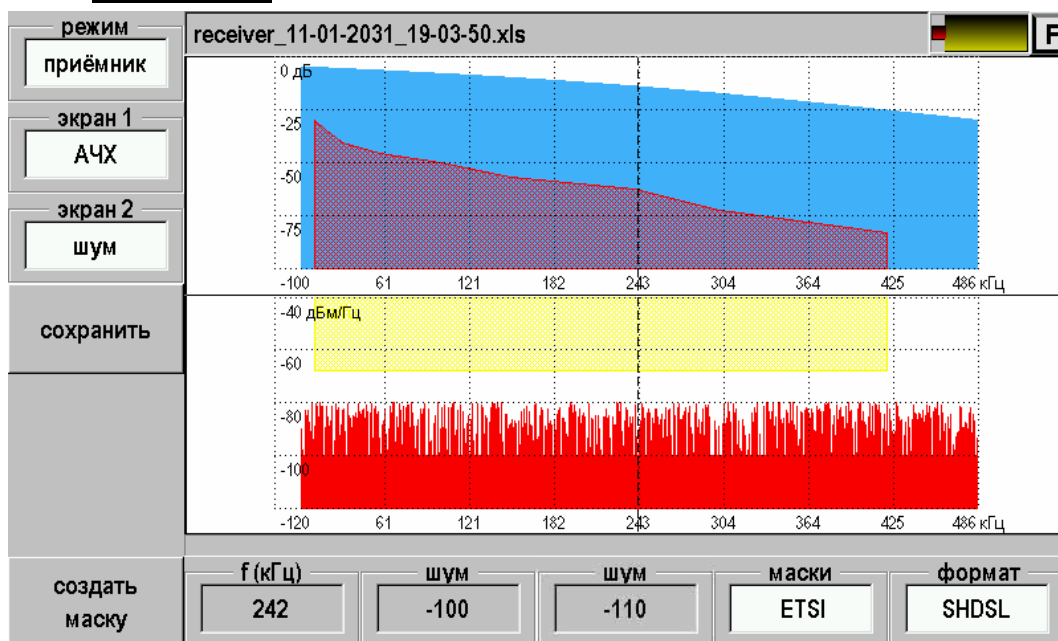 режим
приёмник
receiver_11-01-2031_19-03-50.xls
F
экран 1
АЧХ
экран 2
шум
сохранить
0 дБ
-25
-50
-75
-100 61 121 182 243 304 364 425 486 кГц
-40 дБм/Гц
-60
-80
-100
-120 61 121 182 243 304 364 425 486 кГц
создать
маску
f (кГц) шум шум маски формат
242 -100 -110 ETSI SHDSL